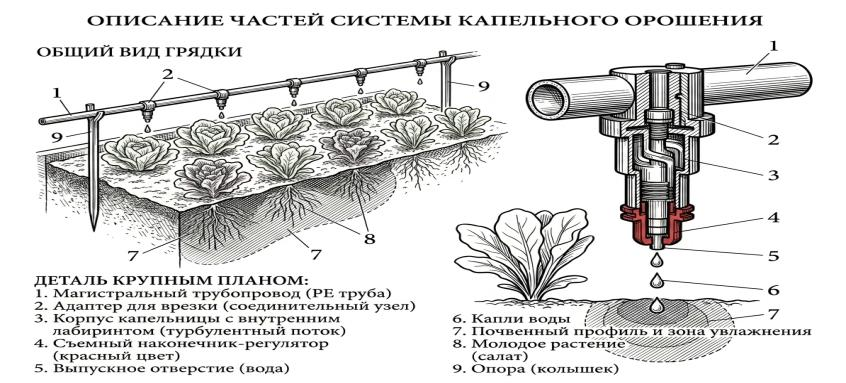 ОПИСАНИЕ ЧАСТЕЙ СИСТЕМЫ КАПЕЛЬНОГО ОРОШЕНИЯ
ОБЩИЙ ВИД ГРЯДКИ
1
2
9
9
7
7
8
1
2
3
4
5
6
7
ДЕТАЛЬ КРУПНЫМ ПЛАНОМ:
1. Магистральный трубопровод (PE труба)
2. Адаптер для врезки (соединительный узел)
3. Корпус капельницы с внутренним
лабиринтом (турбулентный поток)
4. Съемный наконечник-регулятор
(красный цвет)
5. Выпускное отверстие (вода)
6. Капли воды
7. Почвенный профиль и зона увлажнения
8. Молодое растение
(салат)
9. Опора (колышек)